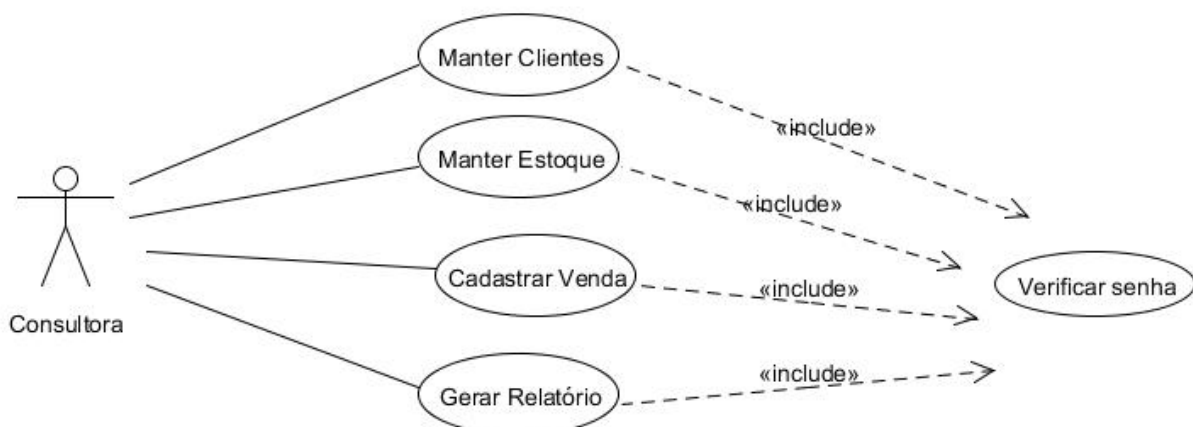 Manter Clientes
«include»
Manter Estoque
«include»
Cadastrar Venda
«include»
Verificar senha
Consultora
«include»
Gerar Relatório